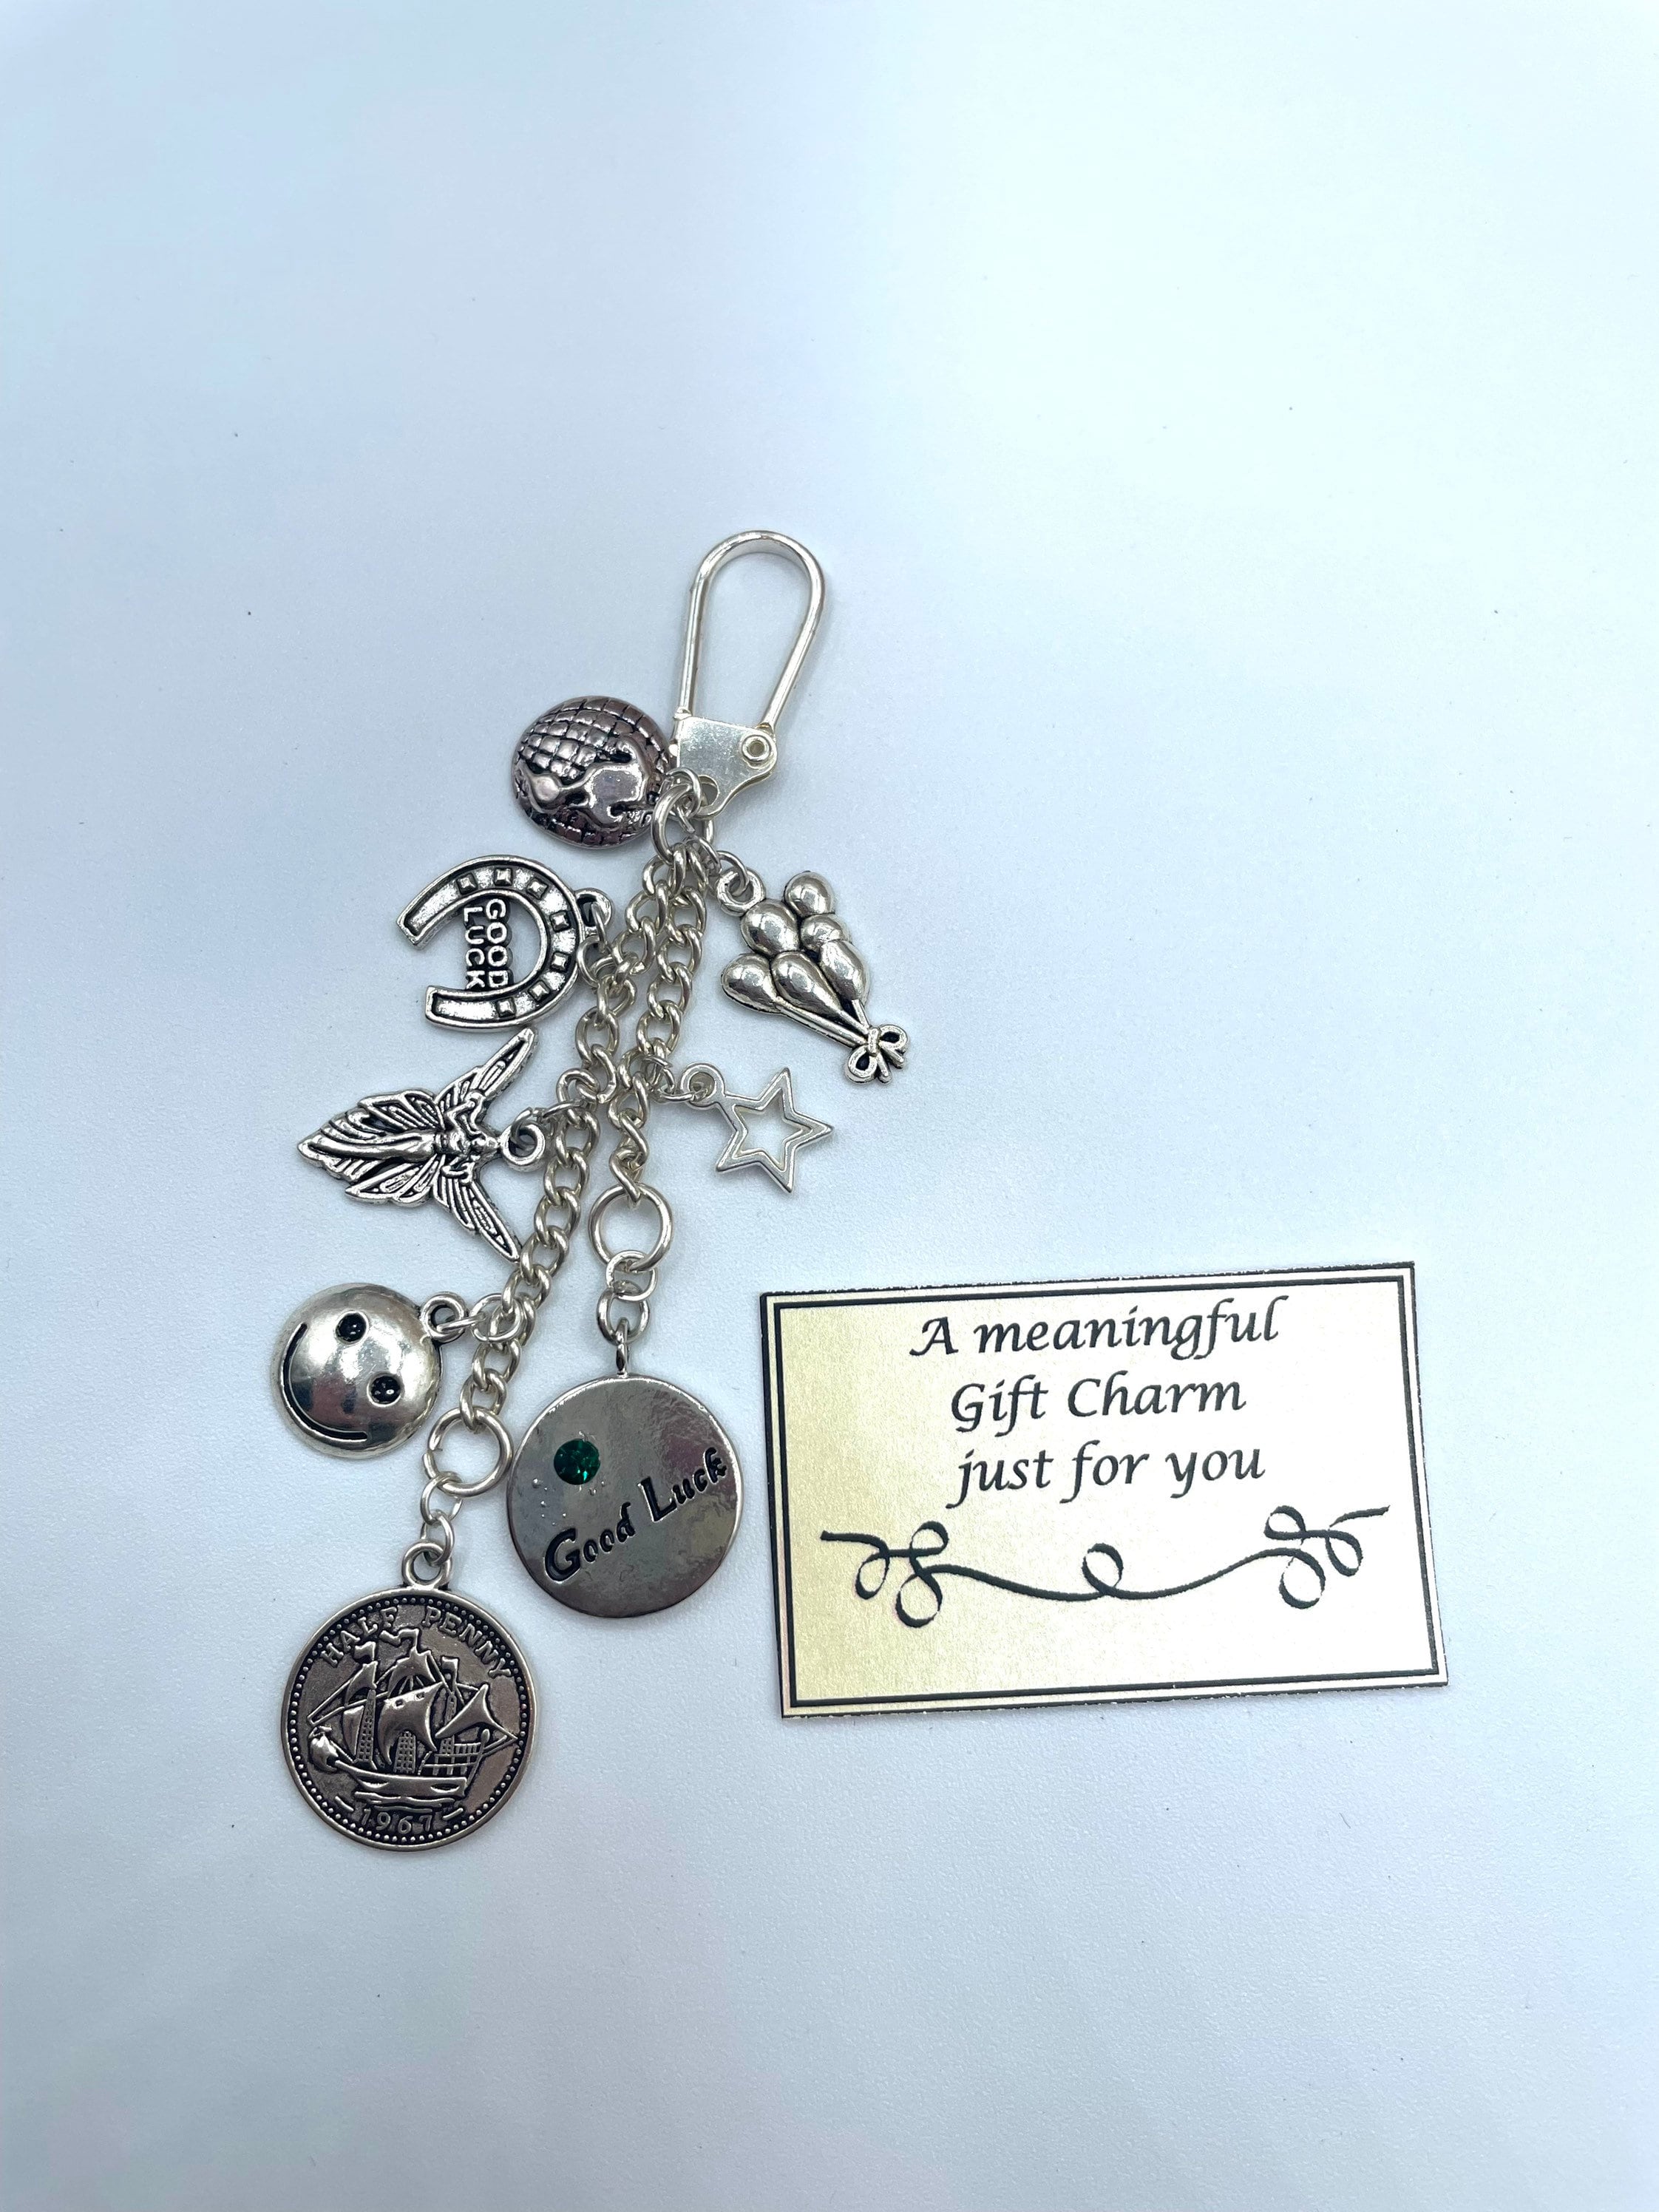 GOOD
LUCK
Good Luck
HALF PENNY
1967
A meaningful
Gift Charm
just for you